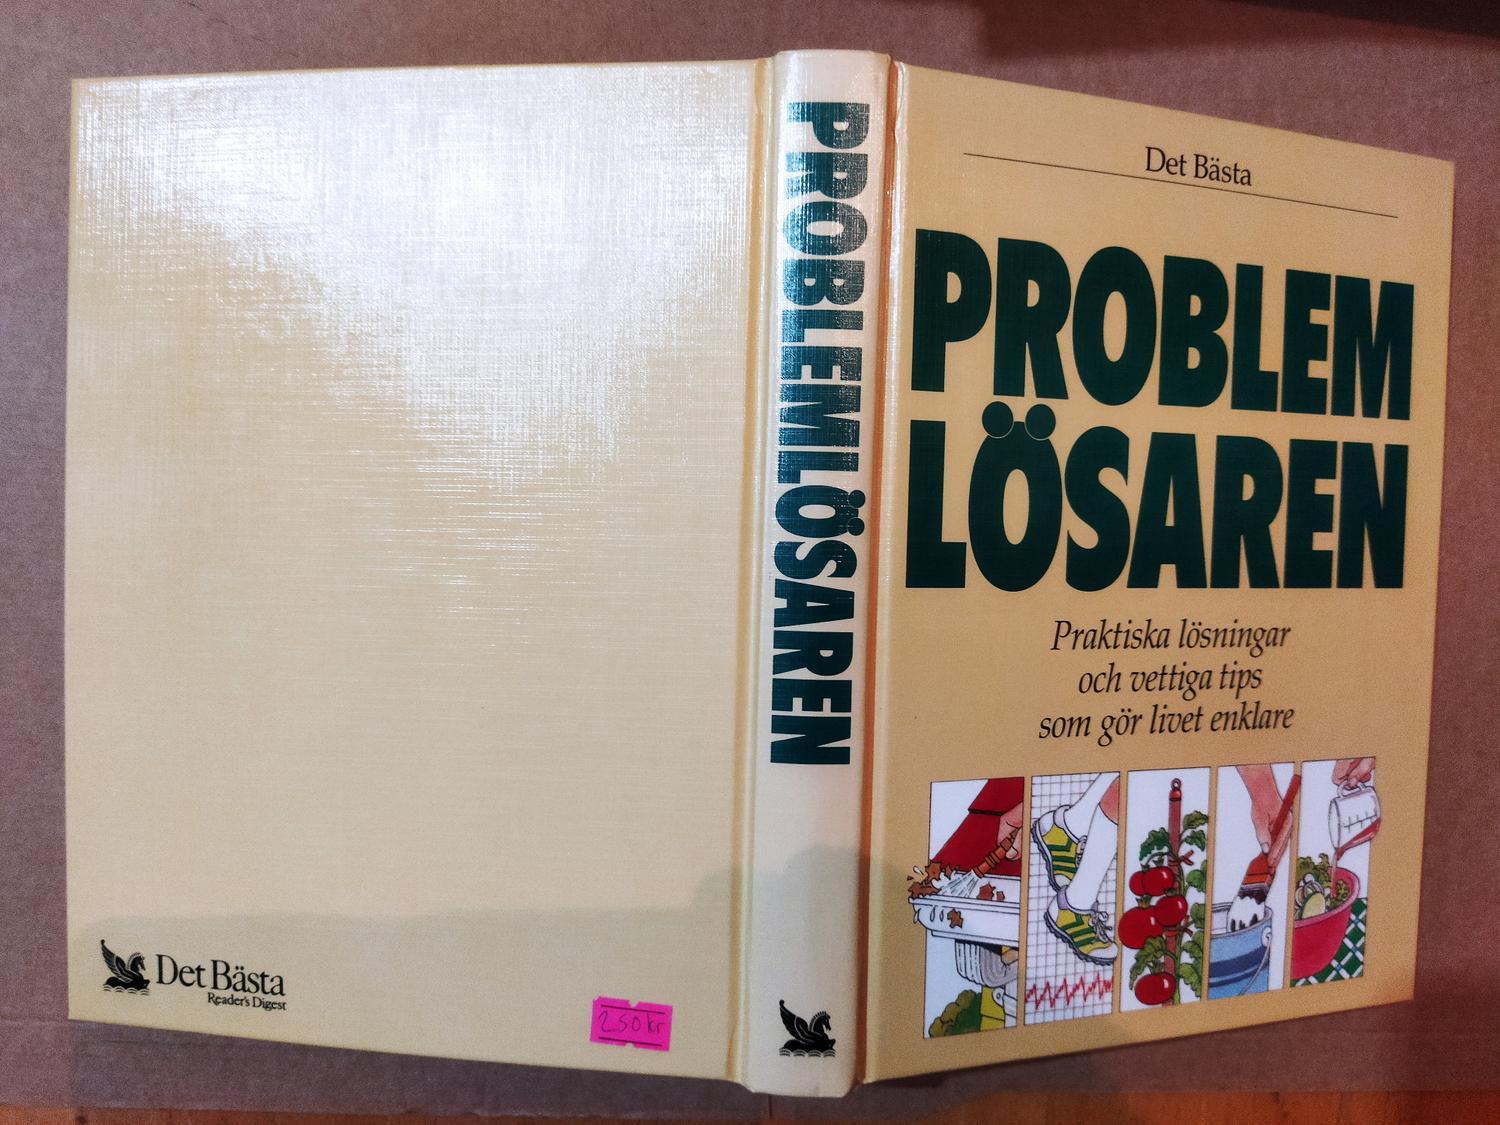 Det Bästa
PROBLEM
LÖSAREN
Praktiska lösningar
och vettiga tips
som gör livet enklare
PROBLEMLÖSAREN
Det Bästa
Reader's Digest
250 kr